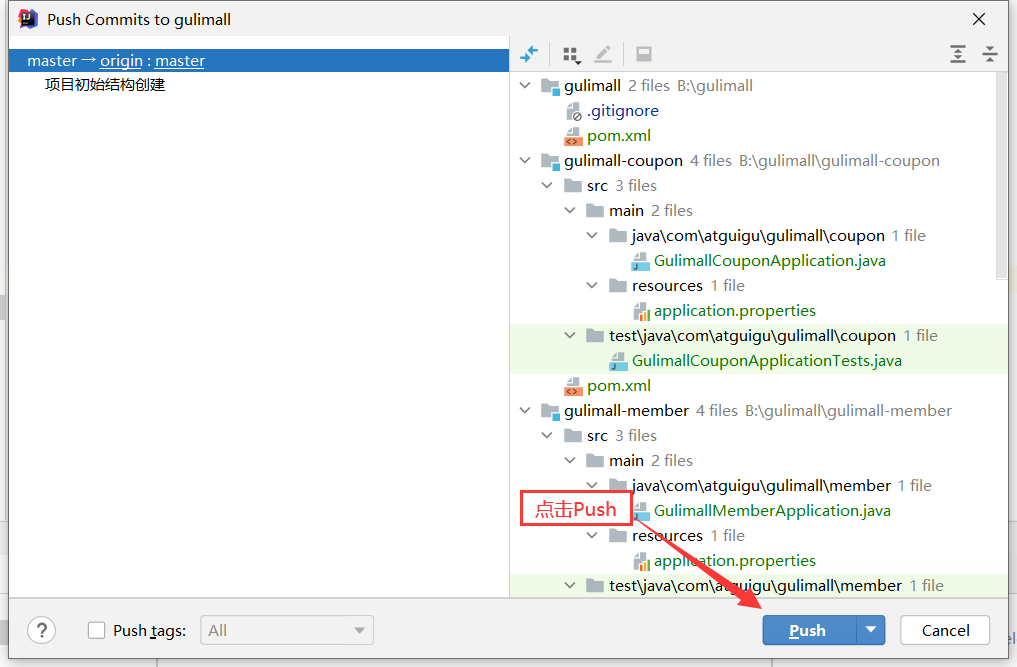 Push Commits to gulimall
master → origin : master
项目初始结构创建
gulimall 2 files B:\gulimall
.gitignore
pom.xml
gulimall-coupon 4 files B:\gulimall\gulimall-coupon
src 3 files
main 2 files
java\com\atguigu\gulimall\coupon 1 file
GulimallCouponApplication.java
resources 1 file
application.properties
test\java\com\atguigu\gulimall\coupon 1 file
GulimallCouponApplicationTests.java
pom.xml
gulimall-member 4 files B:\gulimall\gulimall-member
src 3 files
main 2 files
java\com\atguigu\gulimall\member 1 file
点击Push
GulimallMemberApplication.java
resources 1 file
application.properties
test\java\com\atguigu\gulimall\member 1 file
? Push tags: All Push Cancel